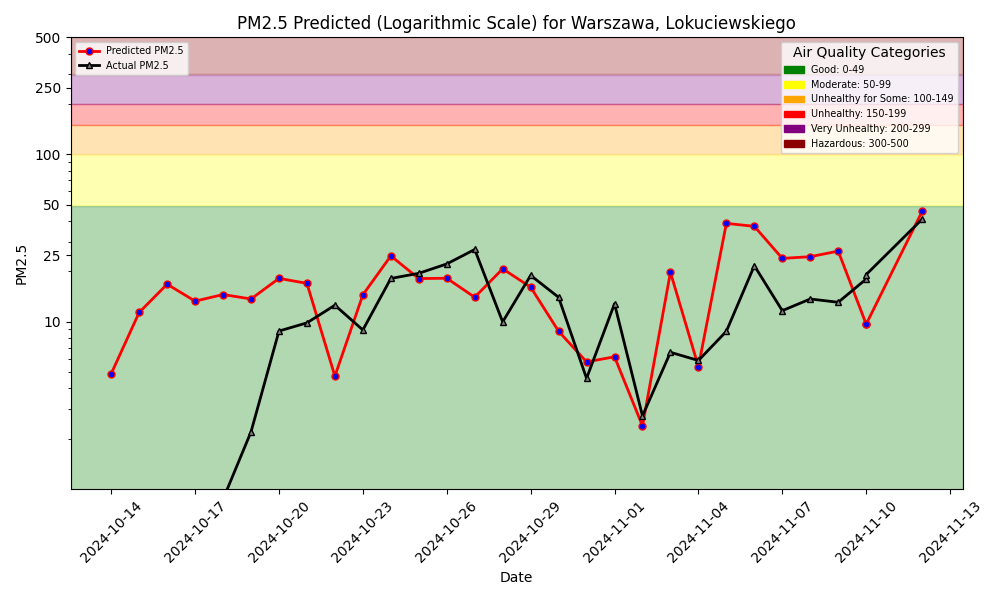 PM2.5 Predicted (Logarithmic Scale) for Warszawa, Lokuciewskiego
Predicted PM2.5
Actual PM2.5
Air Quality Categories
Good: 0-49
Moderate: 50-99
Unhealthy for Some: 100-149
Unhealthy: 150-199
Very Unhealthy: 200-299
Hazardous: 300-500
500
250
100
50
25
10
PM2.5
2024-10-14
2024-10-17
2024-10-20
2024-10-23
2024-10-26
2024-10-29
2024-11-01
2024-11-04
2024-11-07
2024-11-10
2024-11-13
Date